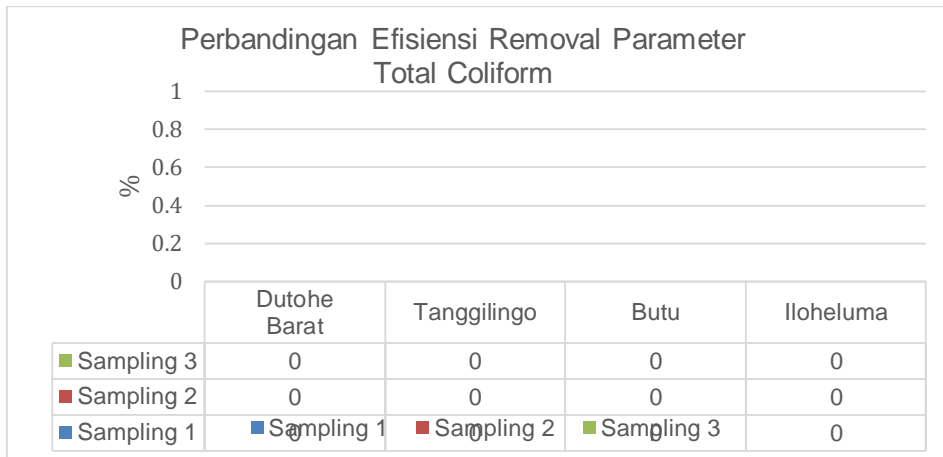 Perbandingan Efisiensi Removal Parameter
Total Coliform
%
1
0.8
0.6
0.4
0.2
0
Dutohe Barat Tanggilingo Butu Iloheluma
Sampling 3 0 0 0 0
Sampling 2 0 0 0 0
Sampling 1 0 0 0 0
Sampling 1 Sampling 2 Sampling 3